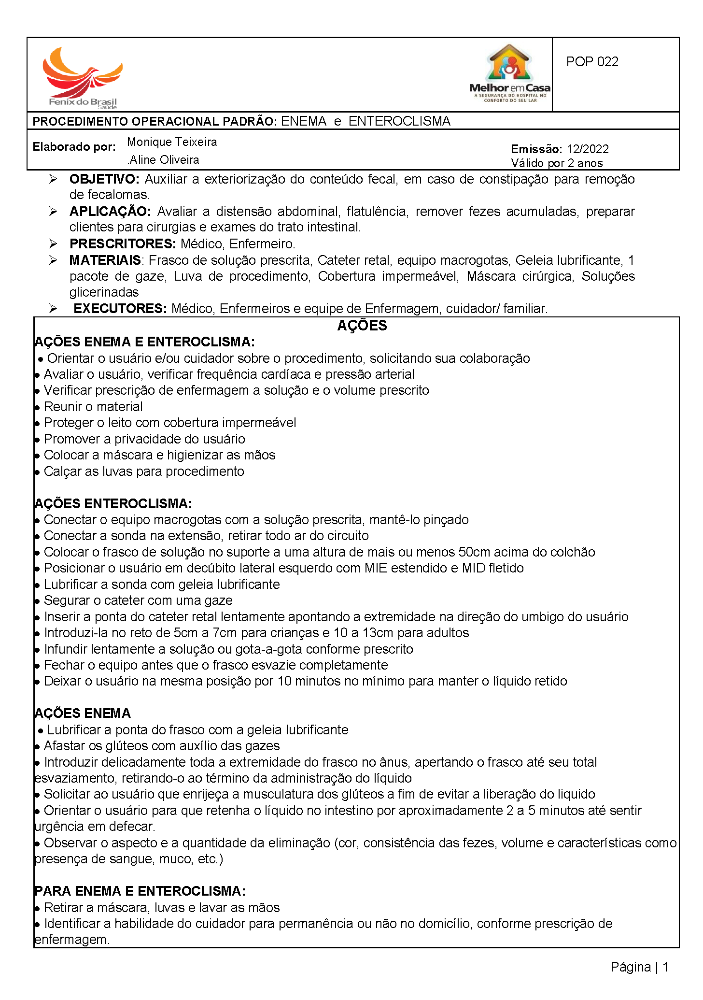 Fenix do Brasil
Saúde
Melhor em Casa
A SEGURANÇA DO HOSPITAL NO
CONFORTO DO SEU LAR
POP 022
PROCEDIMENTO OPERACIONAL PADRÃO: ENEMA e ENTEROCLISMA
Elaborado por: Monique Teixeira
.Aline Oliveira
Emissão: 12/2022
Válido por 2 anos
➢ OBJETIVO: Auxiliar a exteriorização do conteúdo fecal, em caso de constipação para remoção
de fecalomas.
➢ APLICAÇÃO: Avaliar a distensão abdominal, flatulência, remover fezes acumuladas, preparar
clientes para cirurgias e exames do trato intestinal.
➢ PRESCRITORES: Médico, Enfermeiro.
➢ MATERIAIS: Frasco de solução prescrita, Cateter retal, equipo macrogotas, Geleia lubrificante, 1
pacote de gaze, Luva de procedimento, Cobertura impermeável, Máscara cirúrgica, Soluções
glicerinadas
➢ EXECUTORES: Médico, Enfermeiros e equipe de Enfermagem, cuidador/ familiar.
AÇÕES
AÇÕES ENEMA E ENTEROCLISMA:
● Orientar o usuário e/ou cuidador sobre o procedimento, solicitando sua colaboração
● Avaliar o usuário, verificar frequência cardíaca e pressão arterial
● Verificar prescrição de enfermagem a solução e o volume prescrito
● Reunir o material
● Proteger o leito com cobertura impermeável
● Promover a privacidade do usuário
● Colocar a máscara e higienizar as mãos
● Calçar as luvas para procedimento
AÇÕES ENTEROCLISMA:
● Conectar o equipo macrogotas com a solução prescrita, mantê-lo pinçado
● Conectar a sonda na extensão, retirar todo ar do circuito
● Colocar o frasco de solução no suporte a uma altura de mais ou menos 50cm acima do colchão
● Posicionar o usuário em decúbito lateral esquerdo com MIE estendido e MID fletido
● Lubrificar a sonda com geleia lubrificante
● Segurar o cateter com uma gaze
● Inserir a ponta do cateter retal lentamente apontando a extremidade na direção do umbigo do usuário
● Introduzi-la no reto de 5cm a 7cm para crianças e 10 a 13cm para adultos
● Infundir lentamente a solução ou gota-a-gota conforme prescrito
● Fechar o equipo antes que o frasco esvazie completamente
● Deixar o usuário na mesma posição por 10 minutos no mínimo para manter o líquido retido
AÇÕES ENEMA
● Lubrificar a ponta do frasco com a geleia lubrificante
● Afastar os glúteos com auxílio das gazes
● Introduzir delicadamente toda a extremidade do frasco no ânus, apertando o frasco até seu total
esvaziamento, retirando-o ao término da administração do líquido
● Solicitar ao usuário que enrijeça a musculatura dos glúteos a fim de evitar a liberação do liquido
● Orientar o usuário para que retenha o líquido no intestino por aproximadamente 2 a 5 minutos até sentir
urgência em defecar.
● Observar o aspecto e a quantidade da eliminação (cor, consistência das fezes, volume e características como
presença de sangue, muco, etc.)
PARA ENEMA E ENTEROCLISMA:
● Retirar a máscara, luvas e lavar as mãos
● Identificar a habilidade do cuidador para permanência ou não no domicílio, conforme prescrição de
enfermagem.
Página | 1